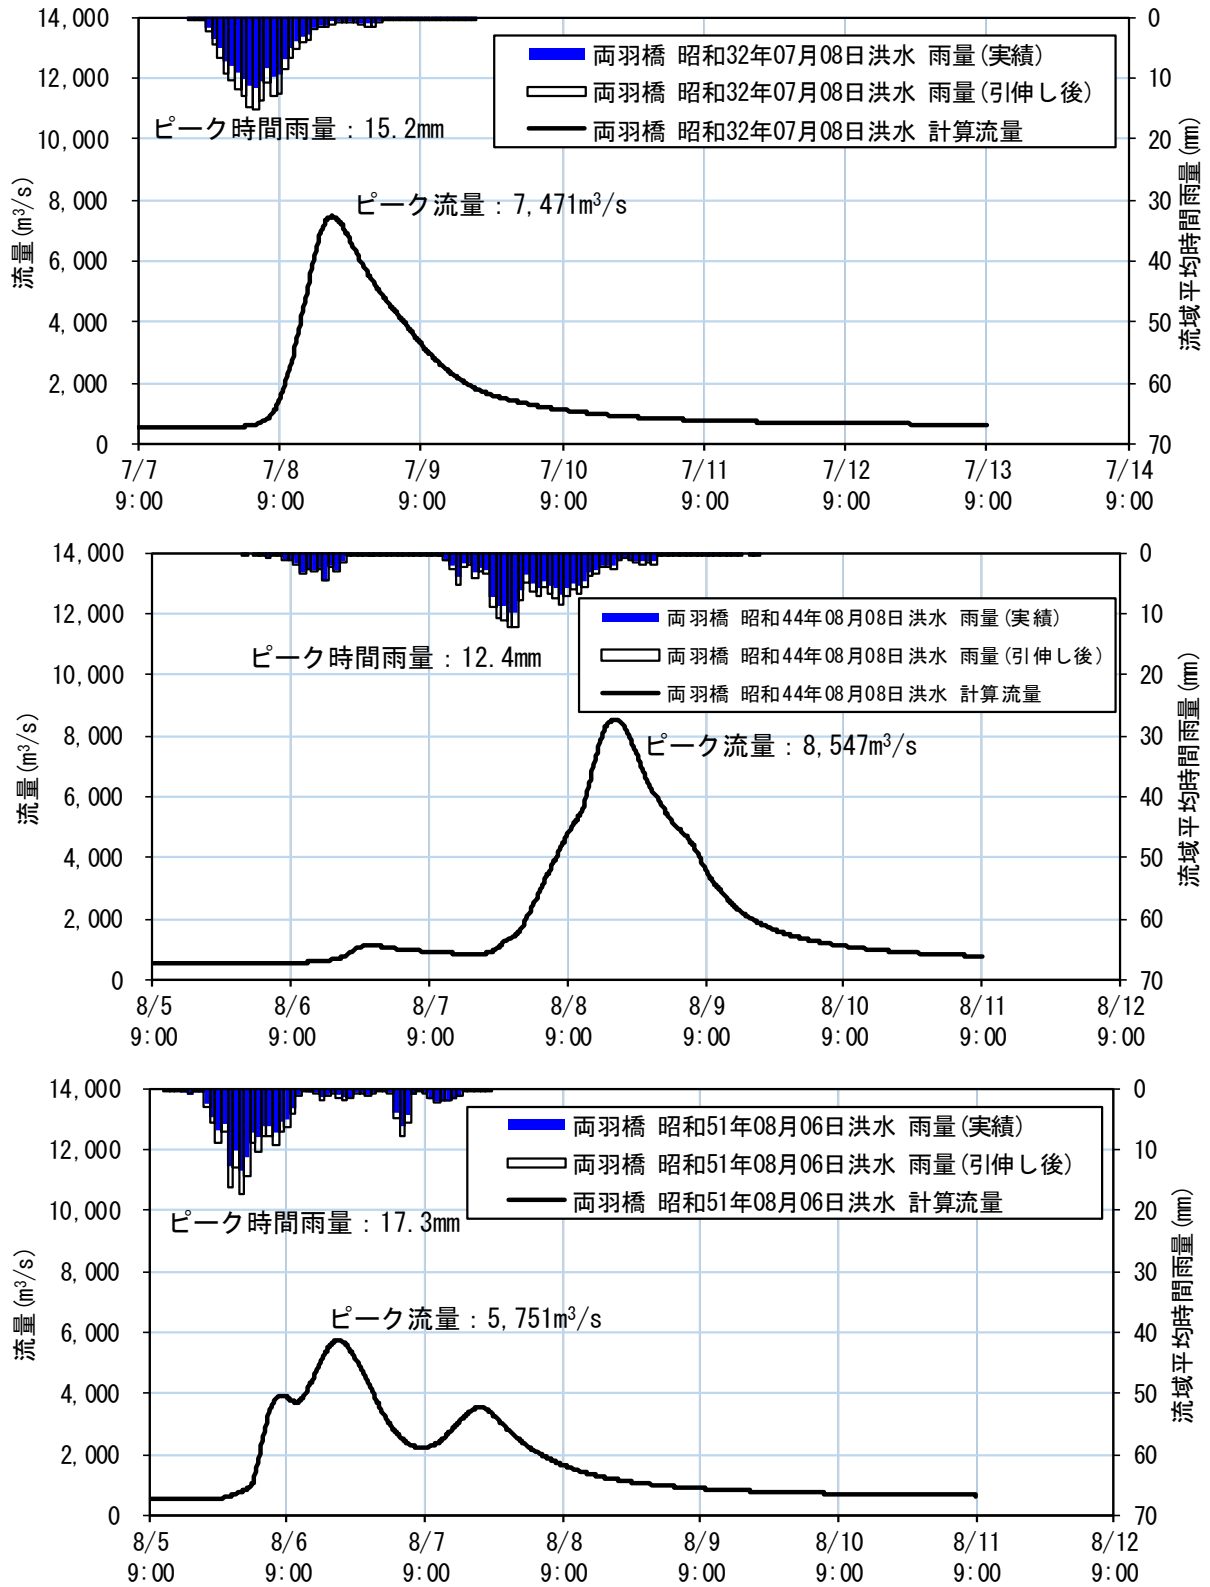 14,000
12,000
10,000
8,000
6,000
4,000
2,000
0
流量(m³/s)
0
10
20
30
40
50
60
70
流域平均時間雨量(mm)
両羽橋 昭和32年07月08日洪水 雨量(実績)
両羽橋 昭和32年07月08日洪水 雨量(引伸し後)
両羽橋 昭和32年07月08日洪水 計算流量
ピーク時間雨量：15.2mm
ピーク流量：7,471m³/s
7/7 7/8 7/9 7/10 7/11 7/12 7/13 7/14
9:00 9:00 9:00 9:00 9:00 9:00 9:00 9:00
14,000
12,000
10,000
8,000
6,000
4,000
2,000
0
流量(m³/s)
0
10
20
30
40
50
60
70
流域平均時間雨量(mm)
両羽橋 昭和44年08月08日洪水 雨量(実績)
両羽橋 昭和44年08月08日洪水 雨量(引伸し後)
両羽橋 昭和44年08月08日洪水 計算流量
ピーク時間雨量：12.4mm
ピーク流量：8,547m³/s
8/5 8/6 8/7 8/8 8/9 8/10 8/11 8/12
9:00 9:00 9:00 9:00 9:00 9:00 9:00 9:00
14,000
12,000
10,000
8,000
6,000
4,000
2,000
0
流量(m³/s)
0
10
20
30
40
50
60
70
流域平均時間雨量(mm)
両羽橋 昭和51年08月06日洪水 雨量(実績)
両羽橋 昭和51年08月06日洪水 雨量(引伸し後)
両羽橋 昭和51年08月06日洪水 計算流量
ピーク時間雨量：17.3mm
ピーク流量：5,751m³/s
8/5 8/6 8/7 8/8 8/9 8/10 8/11 8/12
9:00 9:00 9:00 9:00 9:00 9:00 9:00 9:00